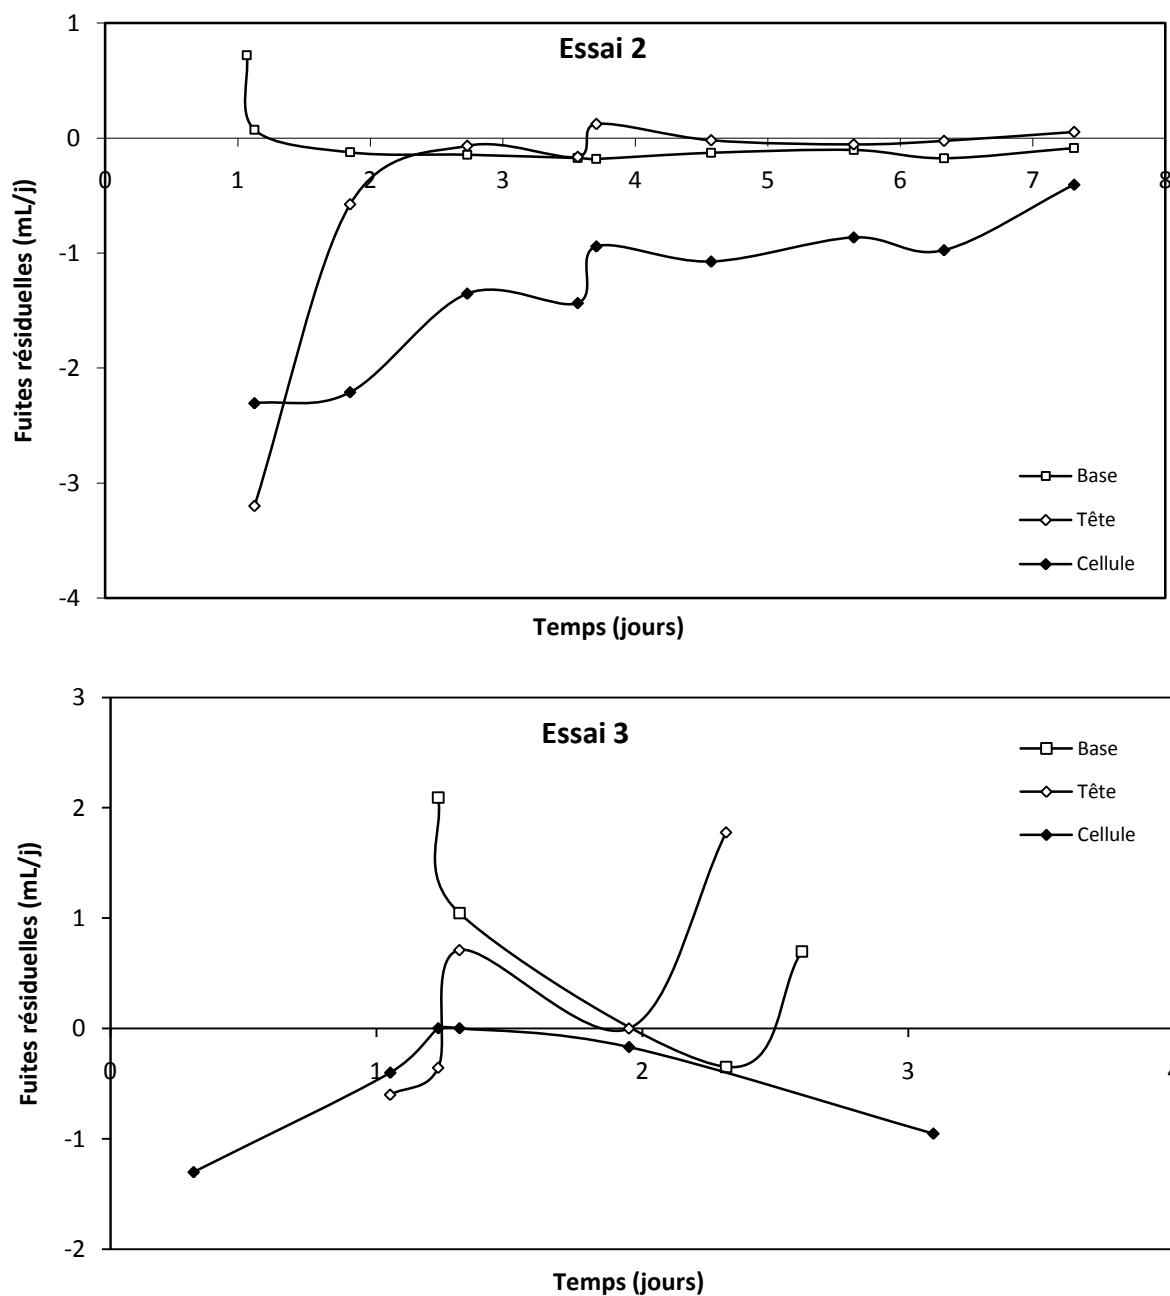 Essai 2
Fuites résiduelles (mL/j)
1
0
-1
-2
-3
-4
0 1 2 3 4 5 6 7 8
Base
Tête
Cellule
Temps (jours)
Essai 3
Fuites résiduelles (mL/j)
3
2
1
0
-1
-2
0 1 2 3 4
Base
Tête
Cellule
Temps (jours)